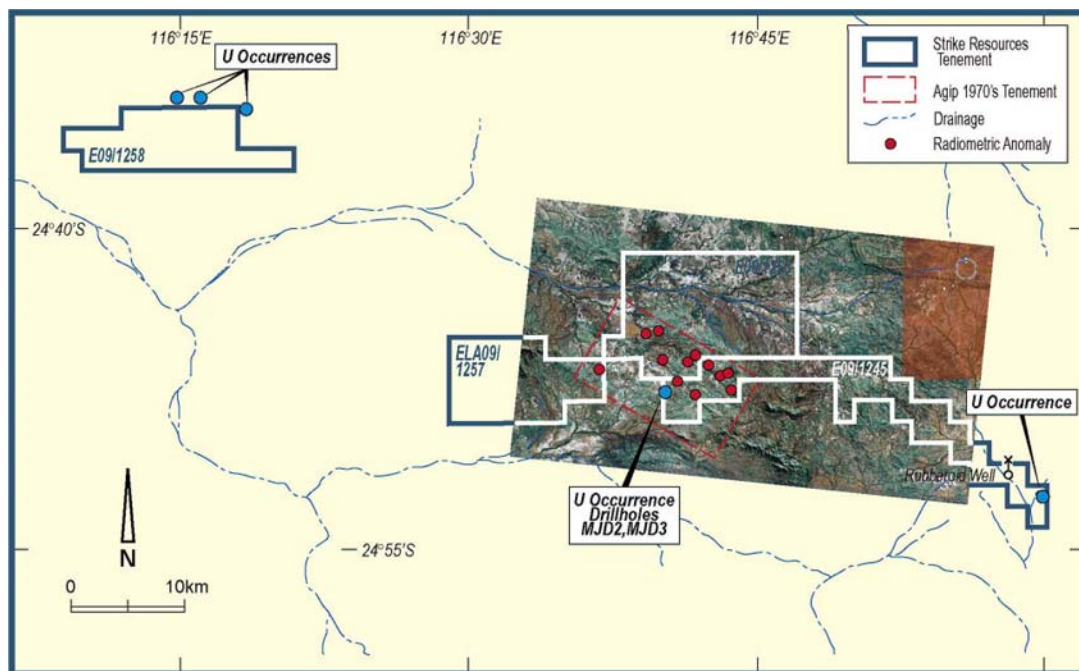 116°15'E
116°30'E
116°45'E
U Occurrences
Strike Resources
Tenement
Agip 1970's Tenement
Drainage
Radiometric Anomaly
E09/1258
24°40'S
ELA09/
1257
E09/1245
U Occurrence
Rubberoid Well
U Occurrence
Drillholes
MJD2,MJD3
24°55'S
N
0
10km